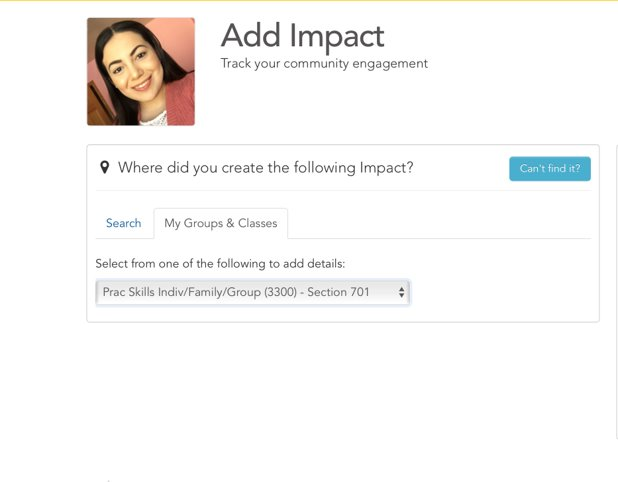 Add Impact
Track your community engagement
Where did you create the following Impact?
Can't find it?
Search
My Groups & Classes
Select from one of the following to add details:
Prac Skills Indiv/Family/Group (3300) - Section 701